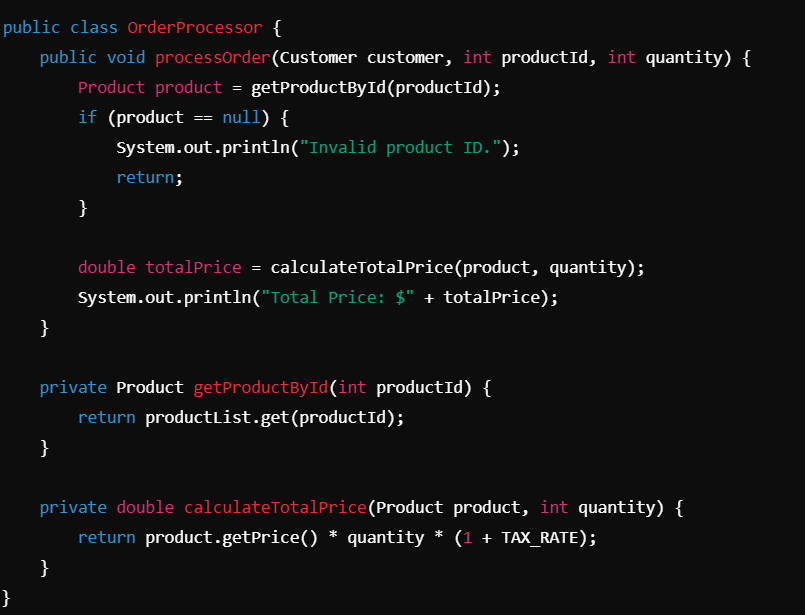 public class OrderProcessor {
    public void processOrder(Customer customer, int productId, int quantity) {
        Product product = getProductById(productId);
        if (product == null) {
            System.out.println("Invalid product ID.");
            return;
        }

        double totalPrice = calculateTotalPrice(product, quantity);
        System.out.println("Total Price: $" + totalPrice);
    }

    private Product getProductById(int productId) {
        return productList.get(productId);
    }

    private double calculateTotalPrice(Product product, int quantity) {
        return product.getPrice() * quantity * (1 + TAX_RATE);
    }
}